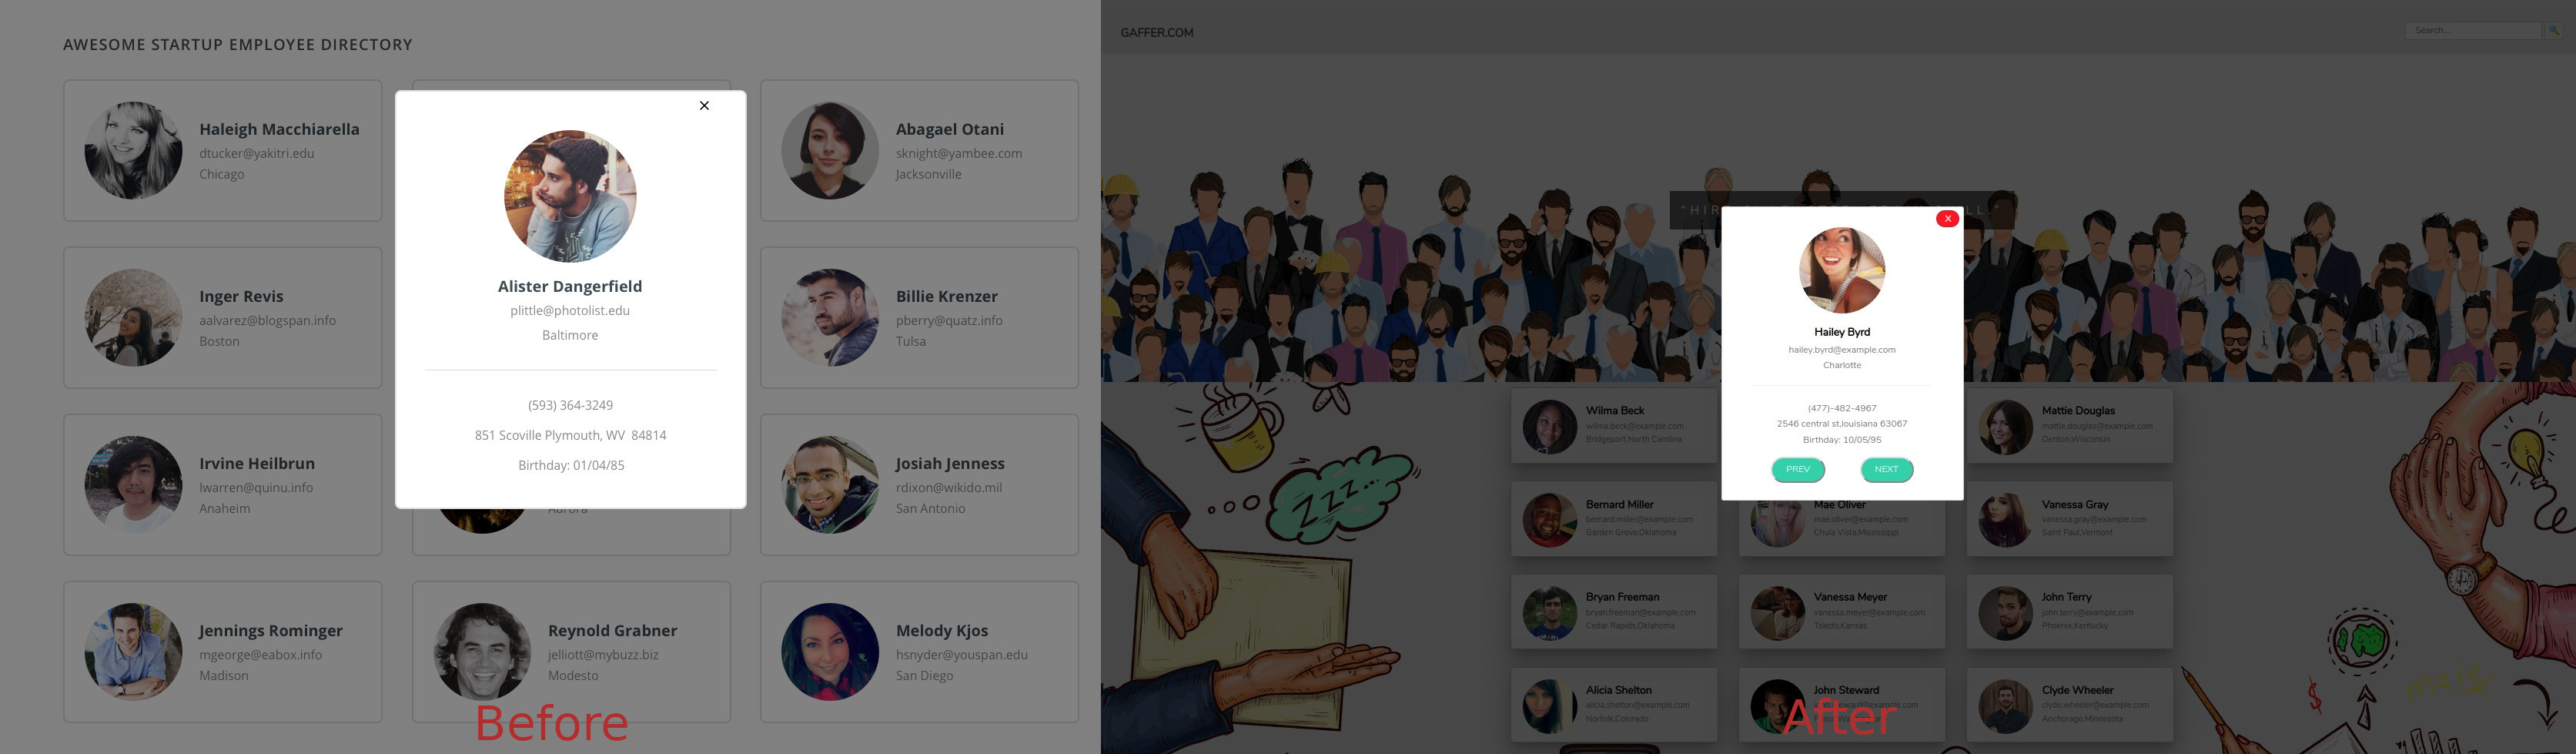 AWESOME STARTUP EMPLOYEE DIRECTORY
Haleigh Macchiarella
dtucker@yakitri.edu
Chicago
Abagael Otani
sknight@yambee.com
Jacksonville
Inger Revis
aalvarez@blogspan.info
Boston
Billie Krenzer
pberry@quatz.info
Tulsa
Irvine Heilbrun
lwarren@quinu.info
Anaheim
Aurora
Josiah Jenness
rdixon@wikido.mil
San Antonio
Jennings Rominger
mgeorge@eabox.info
Madison
Reynold Grabner
jelliott@mybuzz.biz
Modesto
Melody Kjos
hsnyder@youspan.edu
San Diego
×
Alister Dangerfield
plittle@photolist.edu
Baltimore
(593) 364-3249
851 Scoville Plymouth, WV 84814
Birthday: 01/04/85
Before
GAFFER.COM
Search...
X
Hailey Byrd
hailey.byrd@example.com
Charlotte
(477)-482-4967
2546 central st,louisiana 63067
Birthday: 10/05/95
PREV
NEXT
Wilma Beck
wilma.beck@example.com
Bridgeport,North Carolina
Mattie Douglas
mattie.douglas@example.com
Denton,Wisconsin
ZZZ...
Bernard Miller
bernard.miller@example.com
Garden Grove,Oklahoma
Mae Oliver
mae.oliver@example.com
Chula Vista,Mississippi
Vanessa Gray
vanessa.gray@example.com
Saint Paul,Vermont
Bryan Freeman
bryan.freeman@example.com
Cedar Rapids,Oklahoma
Vanessa Meyer
vanessa.meyer@example.com
Toledo,Kansas
John Terry
john.terry@example.com
Phoenix,Kentucky
Alicia Shelton
alicia.shelton@example.com
Norfolk,Colorado
John Steward
Clyde Wheeler
clyde.wheeler@example.com
Anchorage,Minnesota
$
After